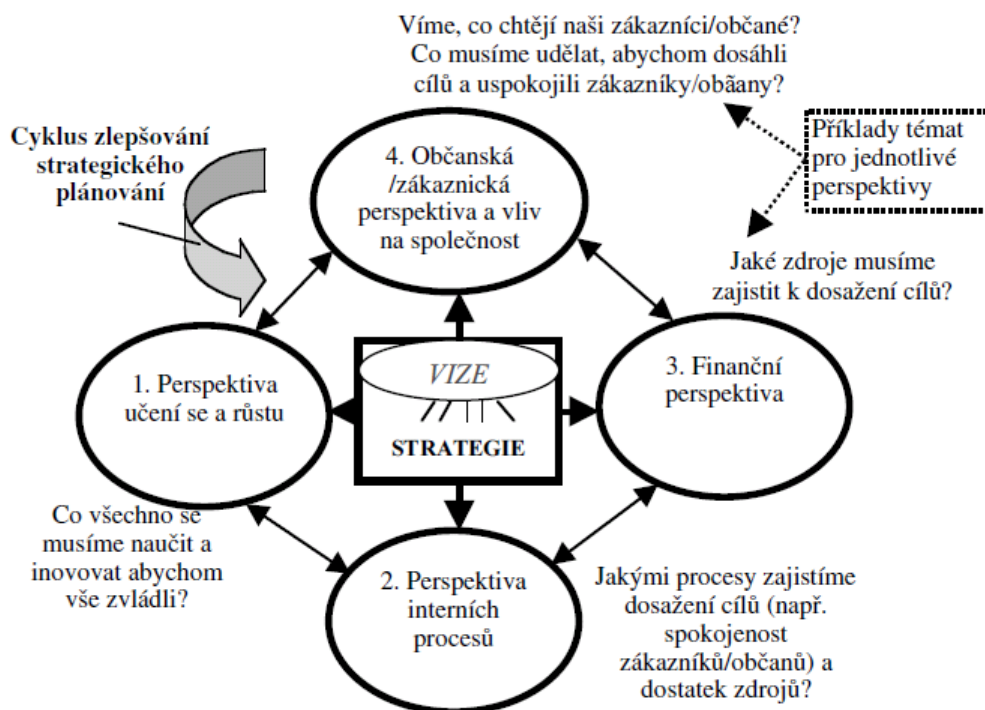 Víme, co chtějí naši zákazníci/občané?
Co musíme udělat, abychom dosáhli
cílů a uspokojili zákazníky/obãany?
Cyklus zlepšování
strategického
plánování
4. Občanská
/zákaznická
perspektiva a vliv
na společnost
Příklady témat
pro jednotlivé
perspektivy
Jaké zdroje musíme
zajistit k dosažení cílů?
1. Perspektiva
učení se a růstu
VIZE
STRATEGIE
3. Finanční
perspektiva
Co všechno se
musíme naučit a
inovovat abychom
vše zvládli?
2. Perspektiva
interních
procesů
Jakými procesy zajistíme
dosažení cílů (např.
spokojenost
zákazníků/občanů) a
dostatek zdrojů?